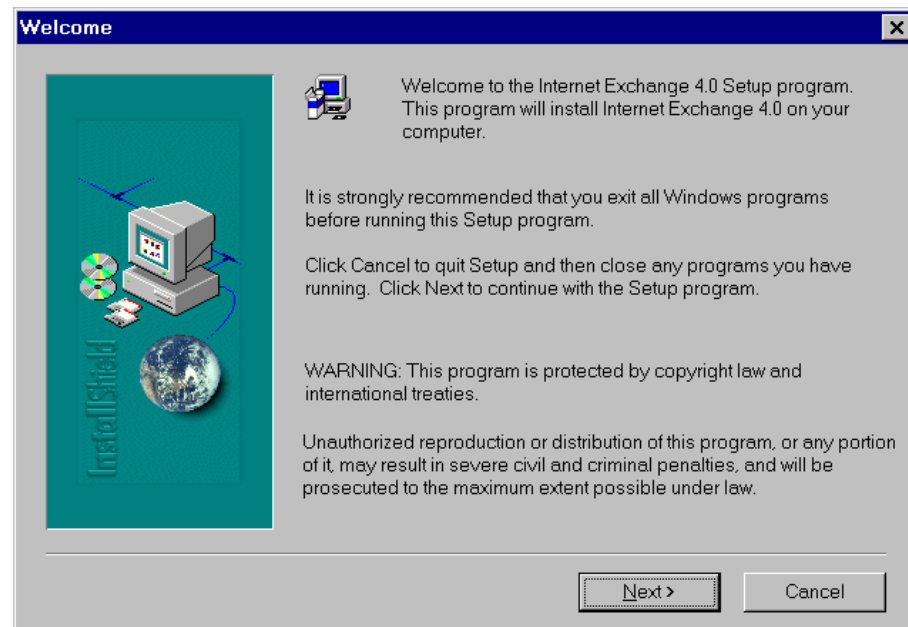 Welcome
Welcome to the Internet Exchange 4.0 Setup program.
This program will install Internet Exchange 4.0 on your
computer.
It is strongly recommended that you exit all Windows programs
before running this Setup program.
Click Cancel to quit Setup and then close any programs you have
running.  Click Next to continue with the Setup program.
InstallShield
WARNING: This program is protected by copyright law and
international treaties.
Unauthorized reproduction or distribution of this program, or any portion
of it, may result in severe civil and criminal penalties, and will be
prosecuted to the maximum extent possible under law.
Next >
Cancel